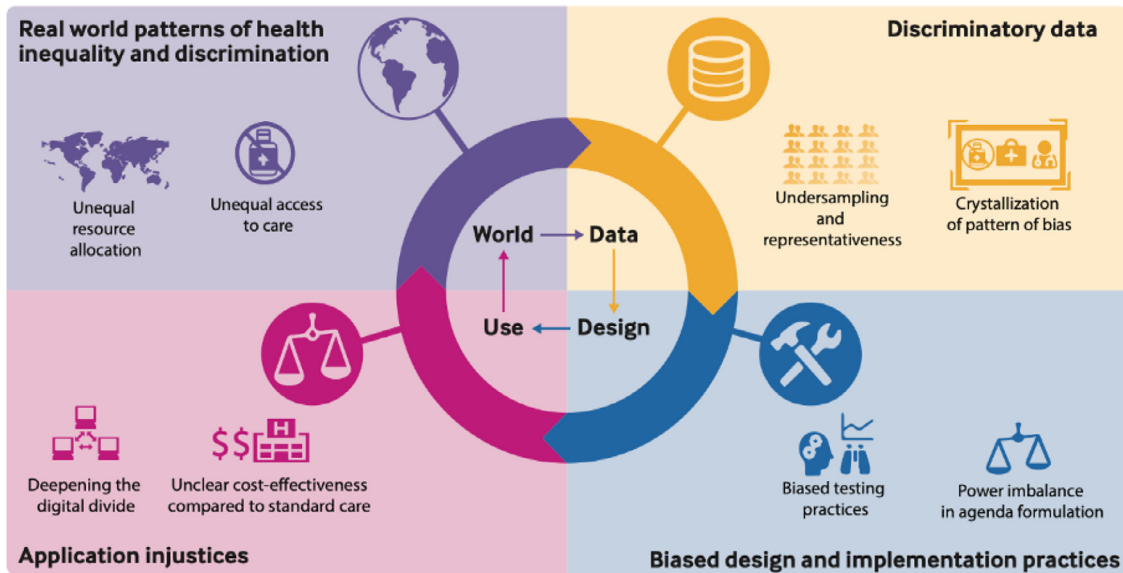 Real world patterns of health
inequality and discrimination
Unequal
resource
allocation
Unequal access
to care
Discriminatory data
Undersampling
and
representativeness
Crystallization
of pattern of bias
World
Data
Use
Design
Deepening the
digital divide
$$
H
Unclear cost-effectiveness
compared to standard care
Application injustices
Biased testing
practices
Power imbalance
in agenda formulation
Biased design and implementation practices